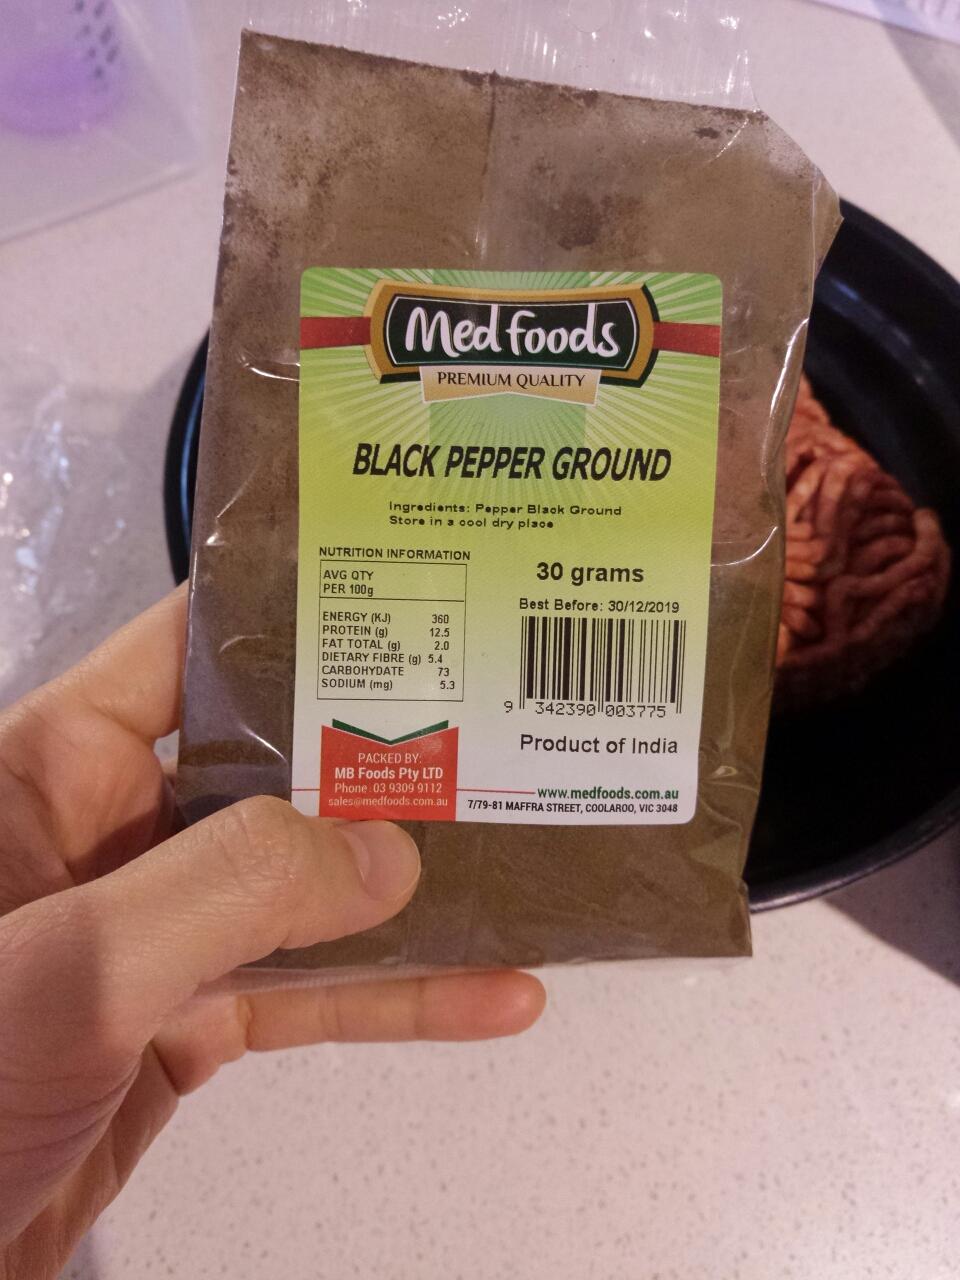 Med foods
PREMIUM QUALITY
BLACK PEPPER GROUND
Ingredients: Pepper Black Ground
Store in a cool dry place
NUTRITION INFORMATION
AVG QTY
PER 100g
ENERGY (KJ) 360
PROTEIN (g) 12.5
FAT TOTAL (g) 2.0
DIETARY FIBRE (g) 5.4
CARBOHYDATE 73
SODIUM (mg) 5.3
30 grams
Best Before: 30/12/2019
9 342390 003775
Product of India
PACKED BY:
MB Foods Pty LTD
Phone 03 9309 9112
sales@medfoods.com.au
www.medfoods.com.au
7/79-81 MAFFRA STREET, COOLAROO, VIC 3048